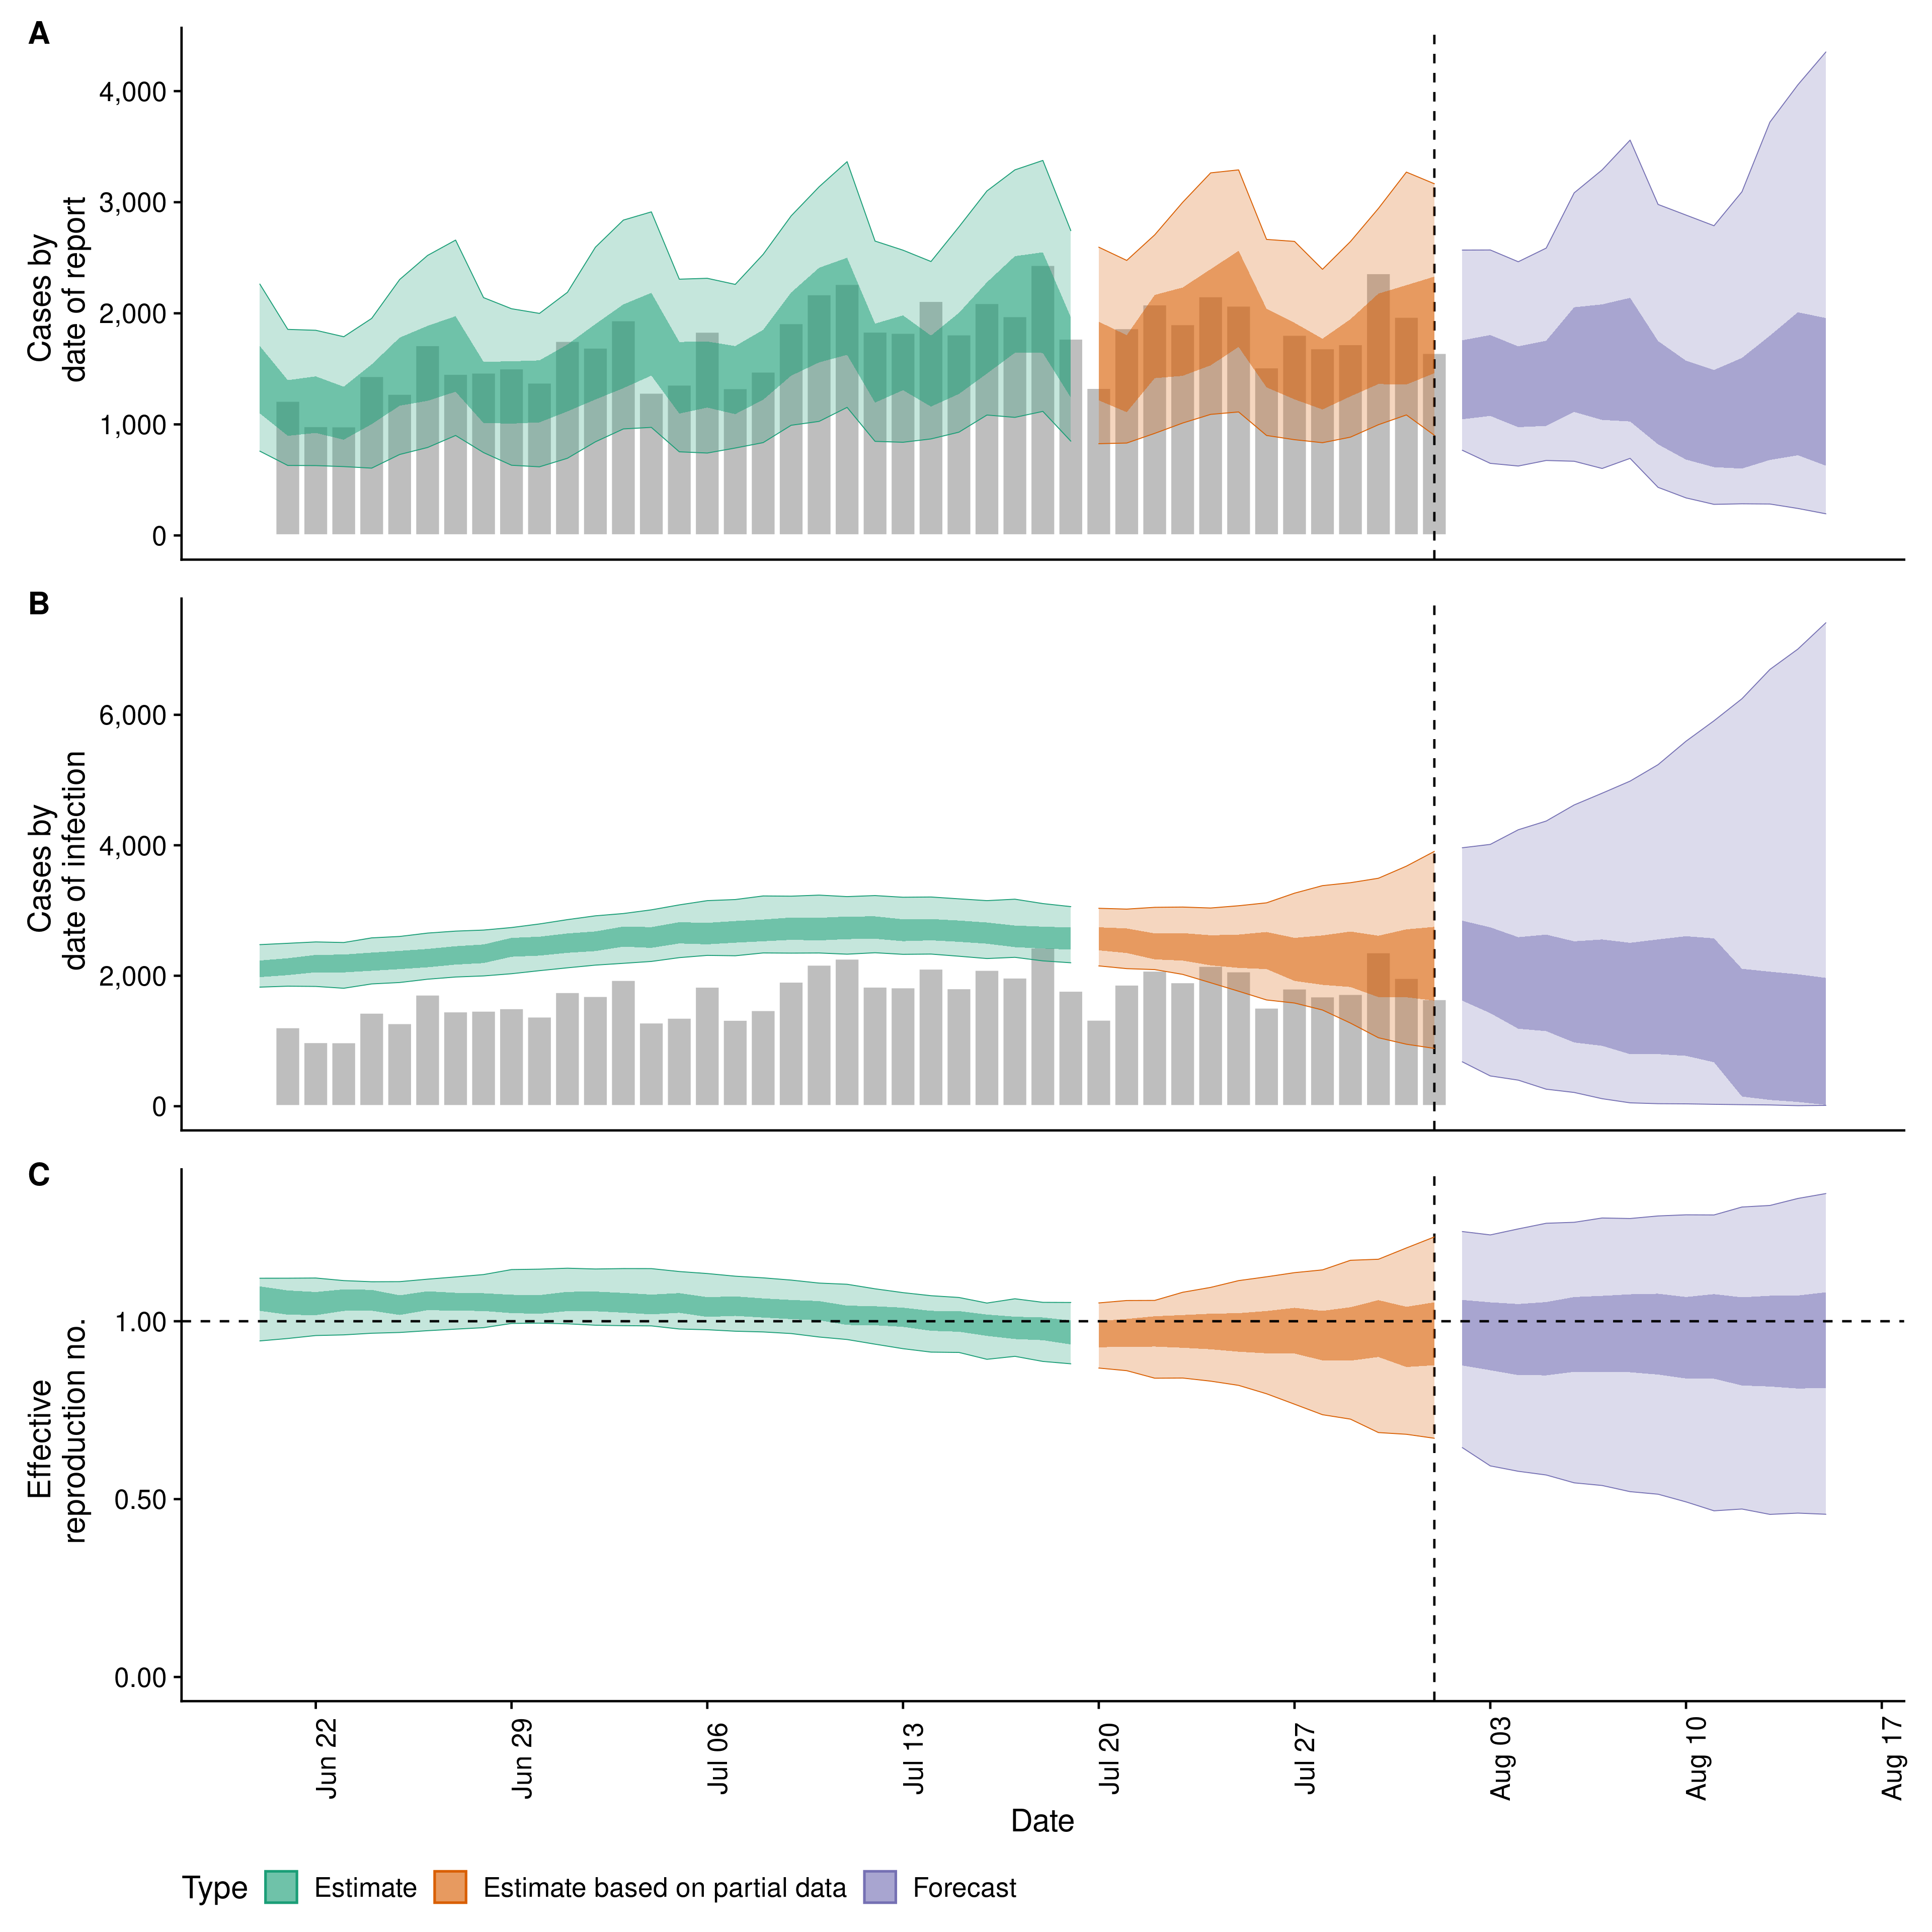 A
Cases by
date of report
4,000
3,000
2,000
1,000
0
B
Cases by
date of infection
6,000
4,000
2,000
0
C
Effective
reproduction no.
1.00
0.50
0.00
Jun 22
Jun 29
Jul 06
Jul 13
Jul 20
Jul 27
Aug 03
Aug 10
Aug 17
Date
Type Estimate Estimate based on partial data Forecast